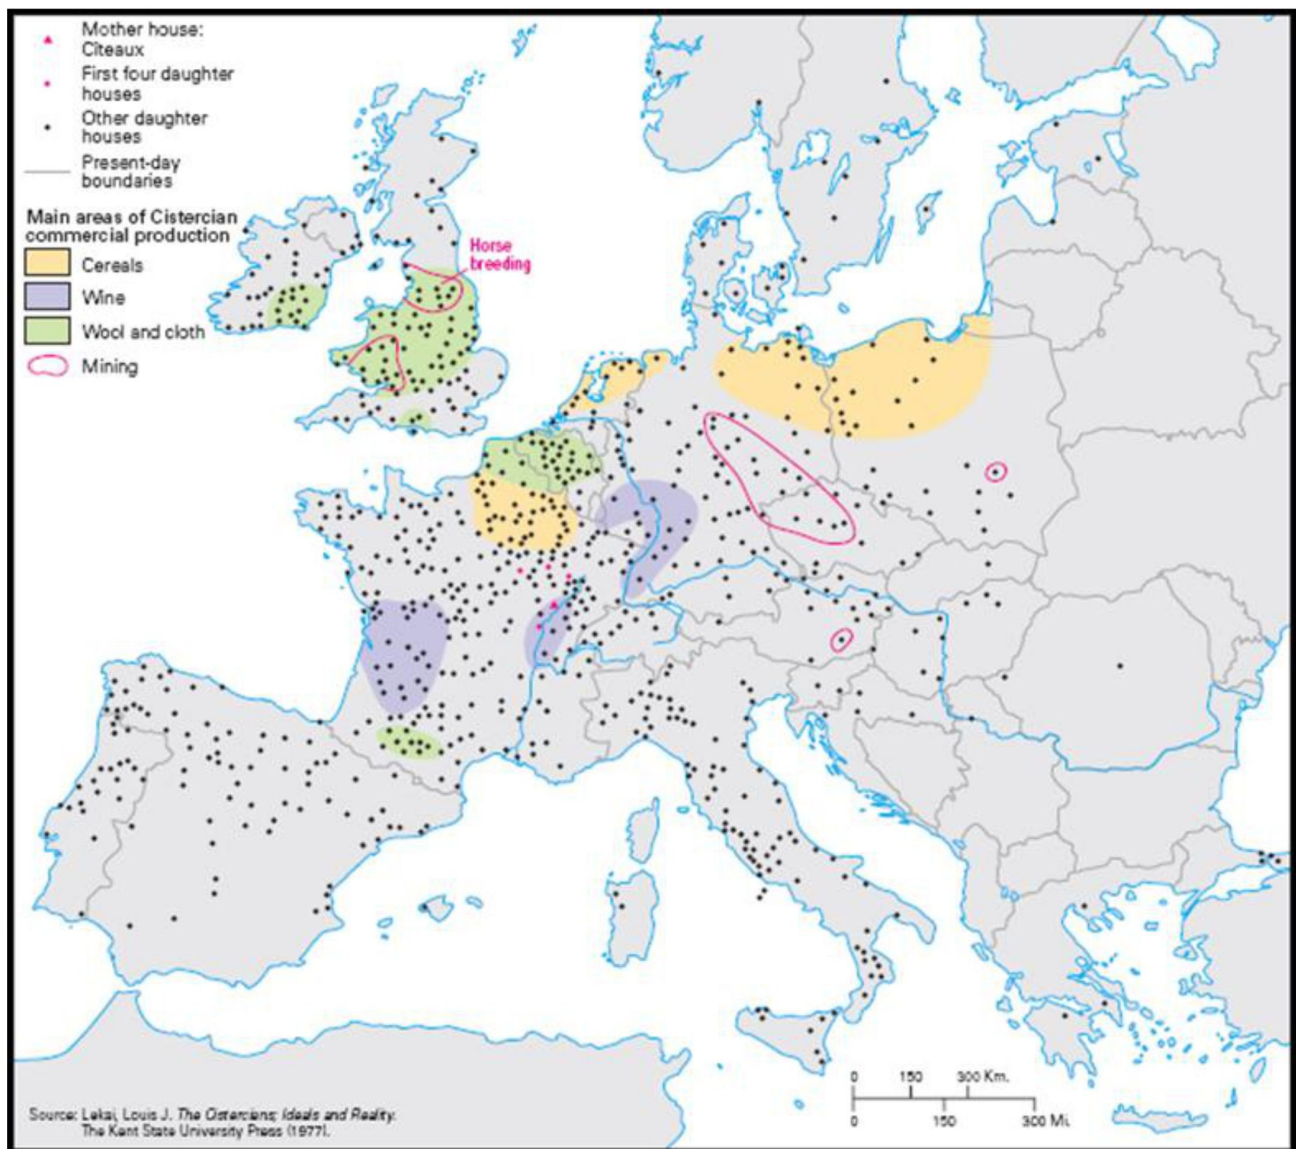 Mother house:
Cîteaux
First four daughter
houses
Other daughter
houses
Present-day
boundaries
Main areas of Cistercian
commercial production
Cereals
Wine
Wool and cloth
Mining
Horse
breeding
0 150 300 Km.
0 150 300 Mi.
Source: Lekai, Louis J. The Cistercians; Ideals and Reality.
The Kent State University Press (1977).